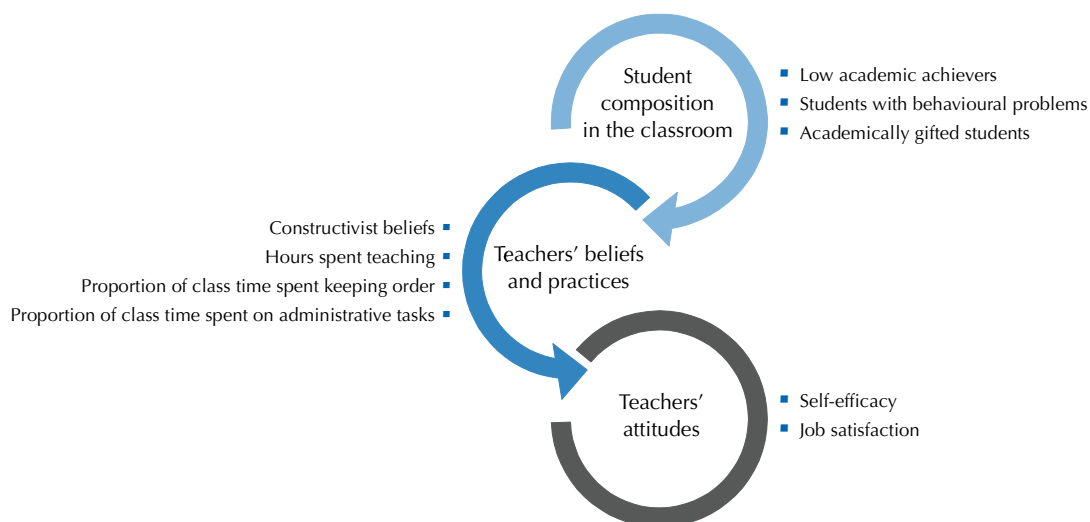 Student
composition
in the classroom
Low academic achievers
Students with behavioural problems
Academically gifted students
Constructivist beliefs
Hours spent teaching
Proportion of class time spent keeping order
Proportion of class time spent on administrative tasks
Teachers’ beliefs
and practices
Teachers’
attitudes
Self-efficacy
Job satisfaction